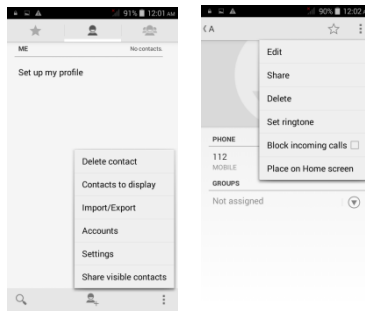 91% 12:01 AM
ME No contacts.
Set up my profile
Delete contact
Contacts to display
Import/Export
Accounts
Settings
Share visible contacts
90% 12:02
A
Edit
Share
Delete
Set ringtone
Block incoming calls
Place on Home screen
PHONE
112
MOBILE
GROUPS
Not assigned